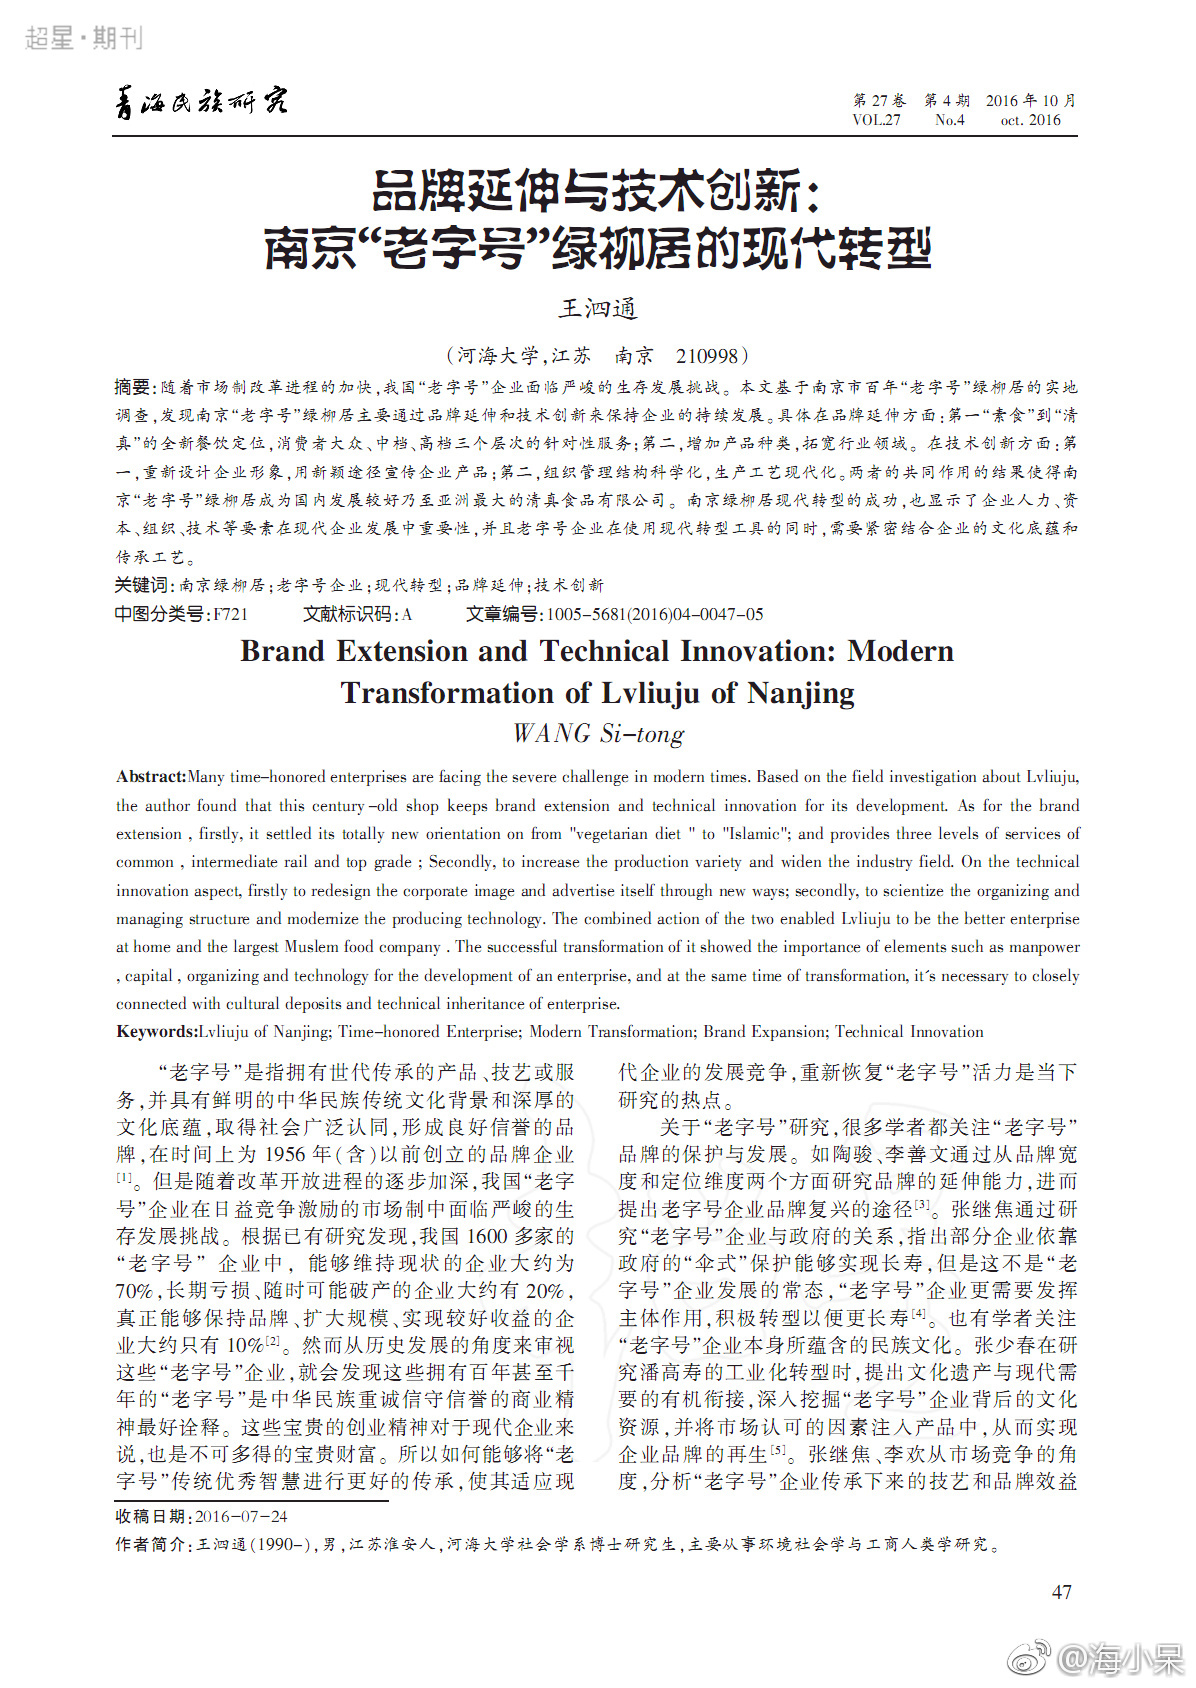 超星·期刊
青海民族研究
第 27 卷 第 4 期 2016 年 10 月
VOL.27 No.4 oct. 2016
品牌延伸与技术创新：
南京“老字号”绿柳居的现代转型
王泗通
（河海大学，江苏 南京 210998）
摘要：随着市场制改革进程的加快，我国“老字号”企业面临严峻的生存发展挑战。本文基于南京市百年“老字号”绿柳居的实地
调查，发现南京“老字号”绿柳居主要通过品牌延伸和技术创新来保持企业的持续发展。具体在品牌延伸方面：第一“素食”到“清
真”的全新餐饮定位，消费者大众、中档、高档三个层次的针对性服务；第二，增加产品种类，拓宽行业领域。在技术创新方面：第
一，重新设计企业形象，用新颖途径宣传企业产品；第二，组织管理结构科学化，生产工艺现代化。两者的共同作用的结果使得南
京“老字号”绿柳居成为国内发展较好乃至亚洲最大的清真食品有限公司。南京绿柳居现代转型的成功，也显示了企业人力、资
本、组织、技术等要素在现代企业发展中重要性，并且老字号企业在使用现代转型工具的同时，需要紧密结合企业的文化底蕴和
传承工艺。
关键词：南京绿柳居；老字号企业；现代转型；品牌延伸；技术创新
中图分类号：F721 文献标识码：A 文章编号：1005-5681(2016)04-0047-05
Brand Extension and Technical Innovation: Modern
Transformation of Lvliuju of Nanjing
WANG Si-tong
Abstract:Many time-honored enterprises are facing the severe challenge in modern times. Based on the field investigation about Lvliuju,
the author found that this century -old shop keeps brand extension and technical innovation for its development. As for the brand
extension , firstly, it settled its totally new orientation on from "vegetarian diet " to "Islamic"; and provides three levels of services of
common , intermediate rail and top grade ; Secondly, to increase the production variety and widen the industry field. On the technical
innovation aspect, firstly to redesign the corporate image and advertise itself through new ways; secondly, to scientize the organizing and
managing structure and modernize the producing technology. The combined action of the two enabled Lvliuju to be the better enterprise
at home and the largest Muslem food company . The successful transformation of it showed the importance of elements such as manpower
, capital , organizing and technology for the development of an enterprise, and at the same time of transformation, it´s necessary to closely
connected with cultural deposits and technical inheritance of enterprise.
Keywords:Lvliuju of Nanjing; Time-honored Enterprise; Modern Transformation; Brand Expansion; Technical Innovation
“老字号”是指拥有世代传承的产品、技艺或服
务，并具有鲜明的中华民族传统文化背景和深厚的
文化底蕴，取得社会广泛认同，形成良好信誉的品
牌，在时间上为 1956 年（含）以前创立的品牌企业
[1]。但是随着改革开放进程的逐步加深，我国“老字
号”企业在日益竞争激励的市场制中面临严峻的生
存发展挑战。根据已有研究发现，我国 1600 多家的
“老字号” 企业中，能够维持现状的企业大约为
70%，长期亏损、随时可能破产的企业大约有 20%，
真正能够保持品牌、扩大规模、实现较好收益的企
业大约只有 10%[2]。然而从历史发展的角度来审视
这些“老字号”企业，就会发现这些拥有百年甚至千
年的“老字号”是中华民族重诚信守信誉的商业精
神最好诠释。这些宝贵的创业精神对于现代企业来
说，也是不可多得的宝贵财富。所以如何能够将“老
字号”传统优秀智慧进行更好的传承，使其适应现
代企业的发展竞争，重新恢复“老字号”活力是当下
研究的热点。
关于“老字号”研究，很多学者都关注“老字号”
品牌的保护与发展。如陶骏、李善文通过从品牌宽
度和定位维度两个方面研究品牌的延伸能力，进而
提出老字号企业品牌复兴的途径[3]。张继焦通过研
究“老字号”企业与政府的关系，指出部分企业依靠
政府的“伞式”保护能够实现长寿，但是这不是“老
字号”企业发展的常态，“老字号”企业更需要发挥
主体作用，积极转型以便更长寿[4]。也有学者关注
“老字号”企业本身所蕴含的民族文化。张少春在研
究潘高寿的工业化转型时，提出文化遗产与现代需
要的有机衔接，深入挖掘“老字号”企业背后的文化
资源，并将市场认可的因素注入产品中，从而实现
企业品牌的再生[5]。张继焦、李欢从市场竞争的角
度，分析“老字号”企业传承下来的技艺和品牌效益
收稿日期：2016-07-24
作者简介：王泗通(1990-)，男，江苏淮安人，河海大学社会学系博士研究生，主要从事环境社会学与工商人类学研究。
47
@海小呆